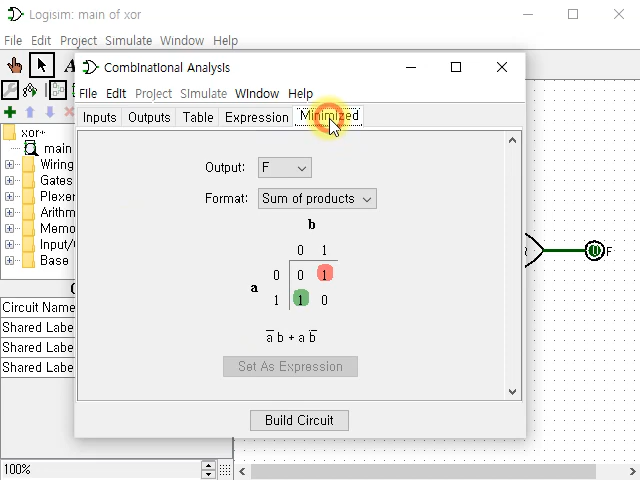 Logisim: main of xor
File Edit Project Simulate Window Help
Combinational Analysis
File Edit Project Simulate Window Help
Inputs Outputs Table Expression Minimized
xor*
main
Wiring
Gates
Arithm
Memo
Input/
Base
Output: F
Format: Sum of products
b
0 1
a 0 0 1
1 1 0
a̅ b + a b̅
Set As Expression
Build Circuit
F
Circuit Name
Shared Labe
Shared Labe
Shared Labe
100%